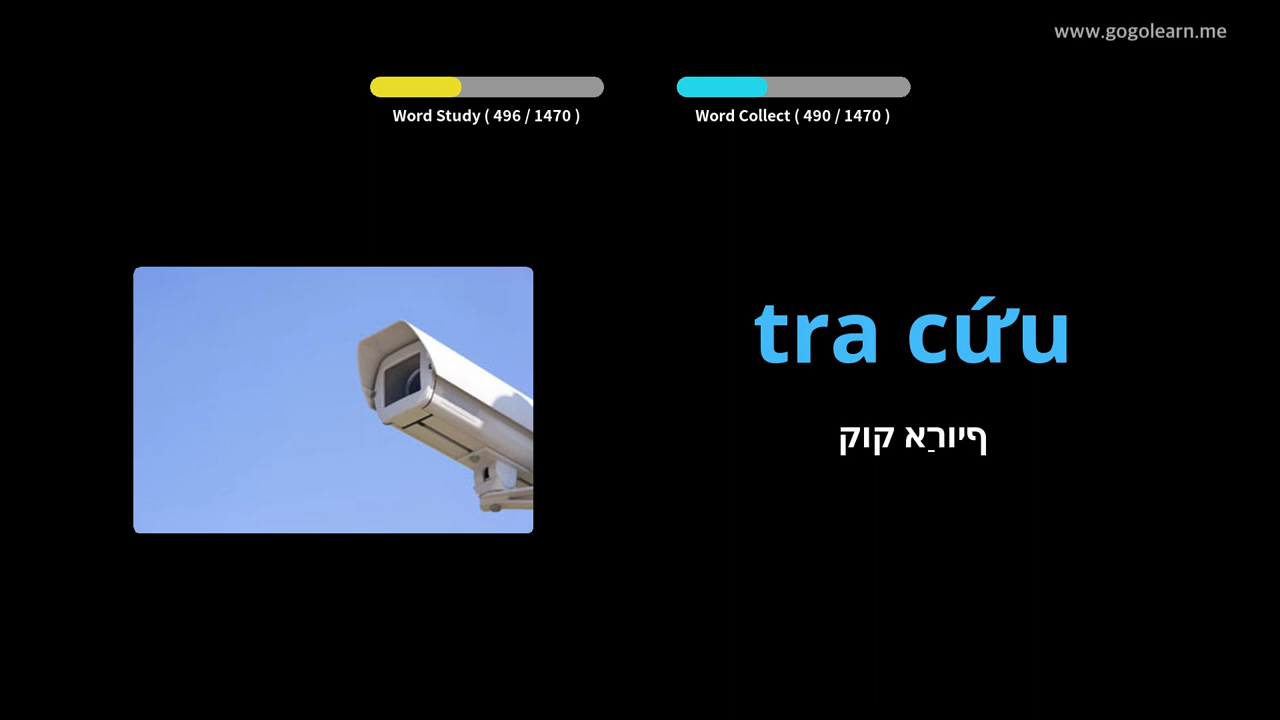 www.gogolearn.me
Word Study ( 496 / 1470 )
Word Collect ( 490 / 1470 )
tra cứu
ףיורַא קוק